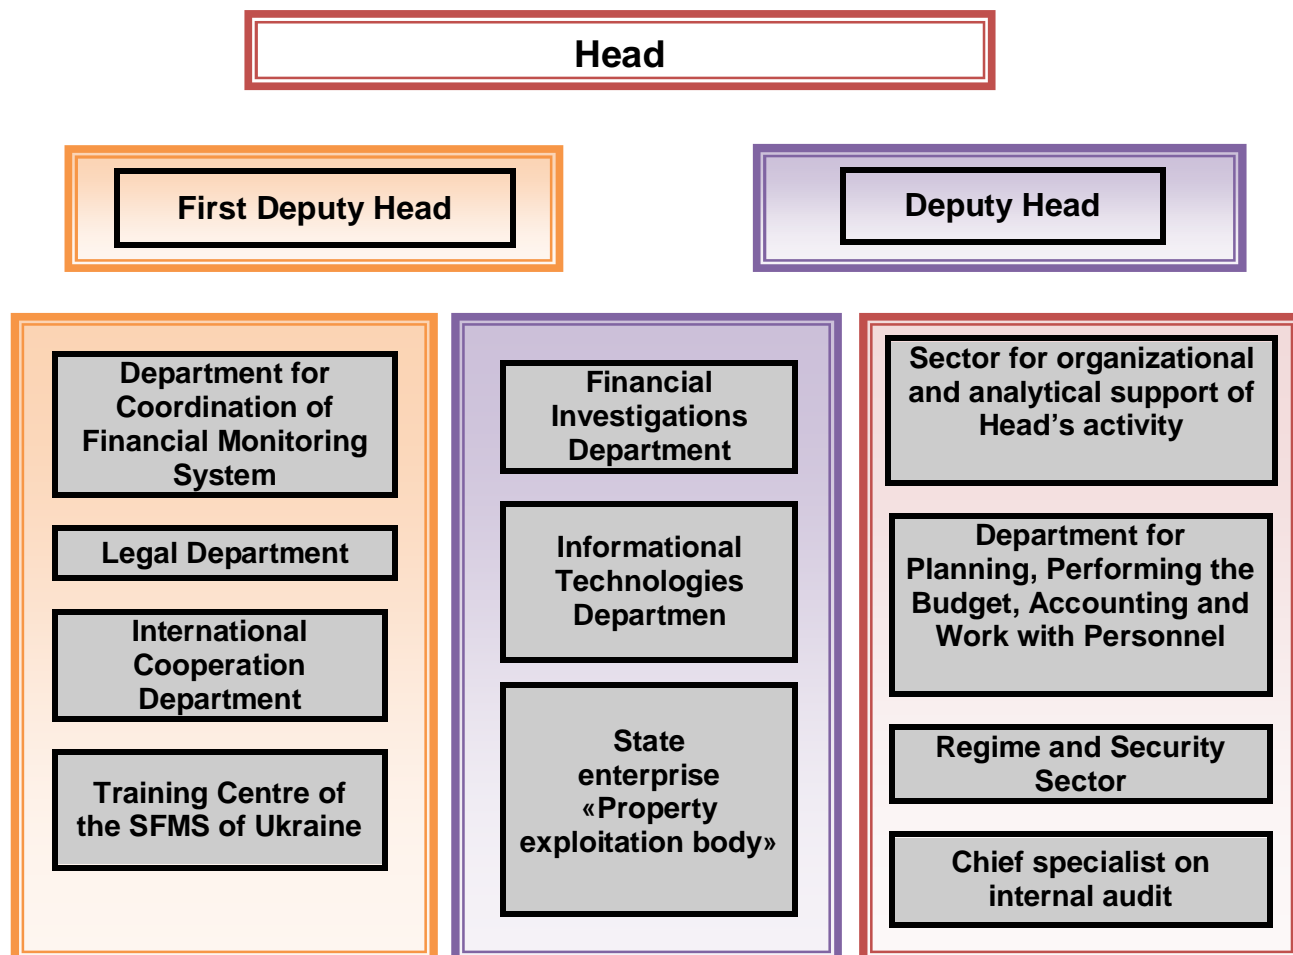 Head
First Deputy Head
Deputy Head
Department for
Coordination of
Financial Monitoring
System
Legal Department
International
Cooperation
Department
Training Centre of
the SFMS of Ukraine
Financial
Investigations
Department
Informational
Technologies
Departmen
State
enterprise
«Property
exploitation body»
Sector for organizational
and analytical support of
Head’s activity
Department for
Planning, Performing the
Budget, Accounting and
Work with Personnel
Regime and Security
Sector
Chief specialist on
internal audit